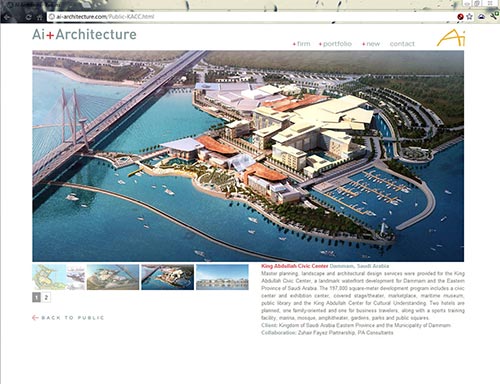 ai-architecture.com/Public-KACC.html
Ai+Architecture
+firm +portfolio +new contact Ai
King Abdullah Civic Center Dammam, Saudi Arabia
Master planning, landscape and architectural design services were provided for the King
Abdullah Civic Center, a landmark waterfront development for Dammam and the Eastern
Province of Saudi Arabia. The 197,000 square-meter development program includes a civic
center and exhibition center, covered stage/theater, marketplace, maritime museum,
public library and the King Abdullah Center for Cultural Understanding. Two hotels are
planned, one family-oriented and one for business travelers, along with a sports training
facility, marina, mosque, amphitheater, gardens, parks and public squares.
Client: Kingdom of Saudi Arabia Eastern Province and the Municipality of Dammam
Collaboration: Zuhair Fayez Partnership, PA Consultants
1 2
BACK TO PUBLIC